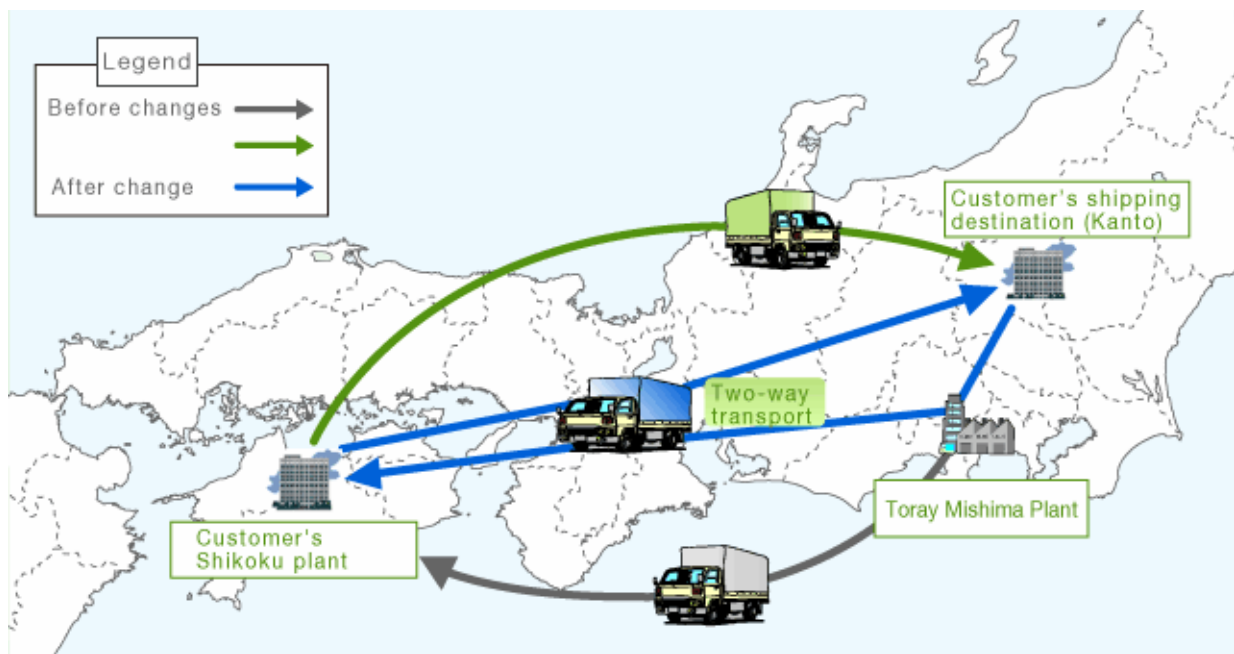 Legend
Before changes
After change
Customer's shipping
destination (Kanto)
Two-way
transport
Toray Mishima Plant
Customer's
Shikoku plant